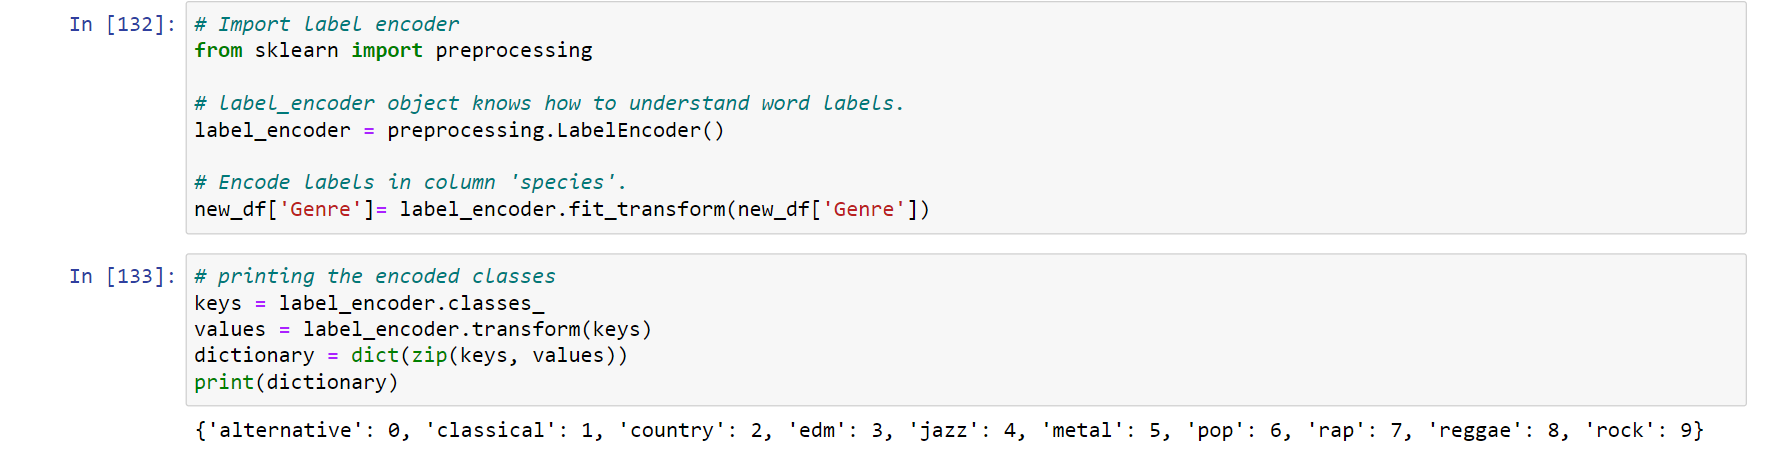 In [132]:
# Import label encoder
from sklearn import preprocessing
# label_encoder object knows how to understand word labels.
label_encoder = preprocessing.LabelEncoder()
# Encode labels in column 'species'.
new_df['Genre']= label_encoder.fit_transform(new_df['Genre'])
In [133]:
# printing the encoded classes
keys = label_encoder.classes_
values = label_encoder.transform(keys)
dictionary = dict(zip(keys, values))
print(dictionary)
{'alternative': 0, 'classical': 1, 'country': 2, 'edm': 3, 'jazz': 4, 'metal': 5, 'pop': 6, 'rap': 7, 'reggae': 8, 'rock': 9}